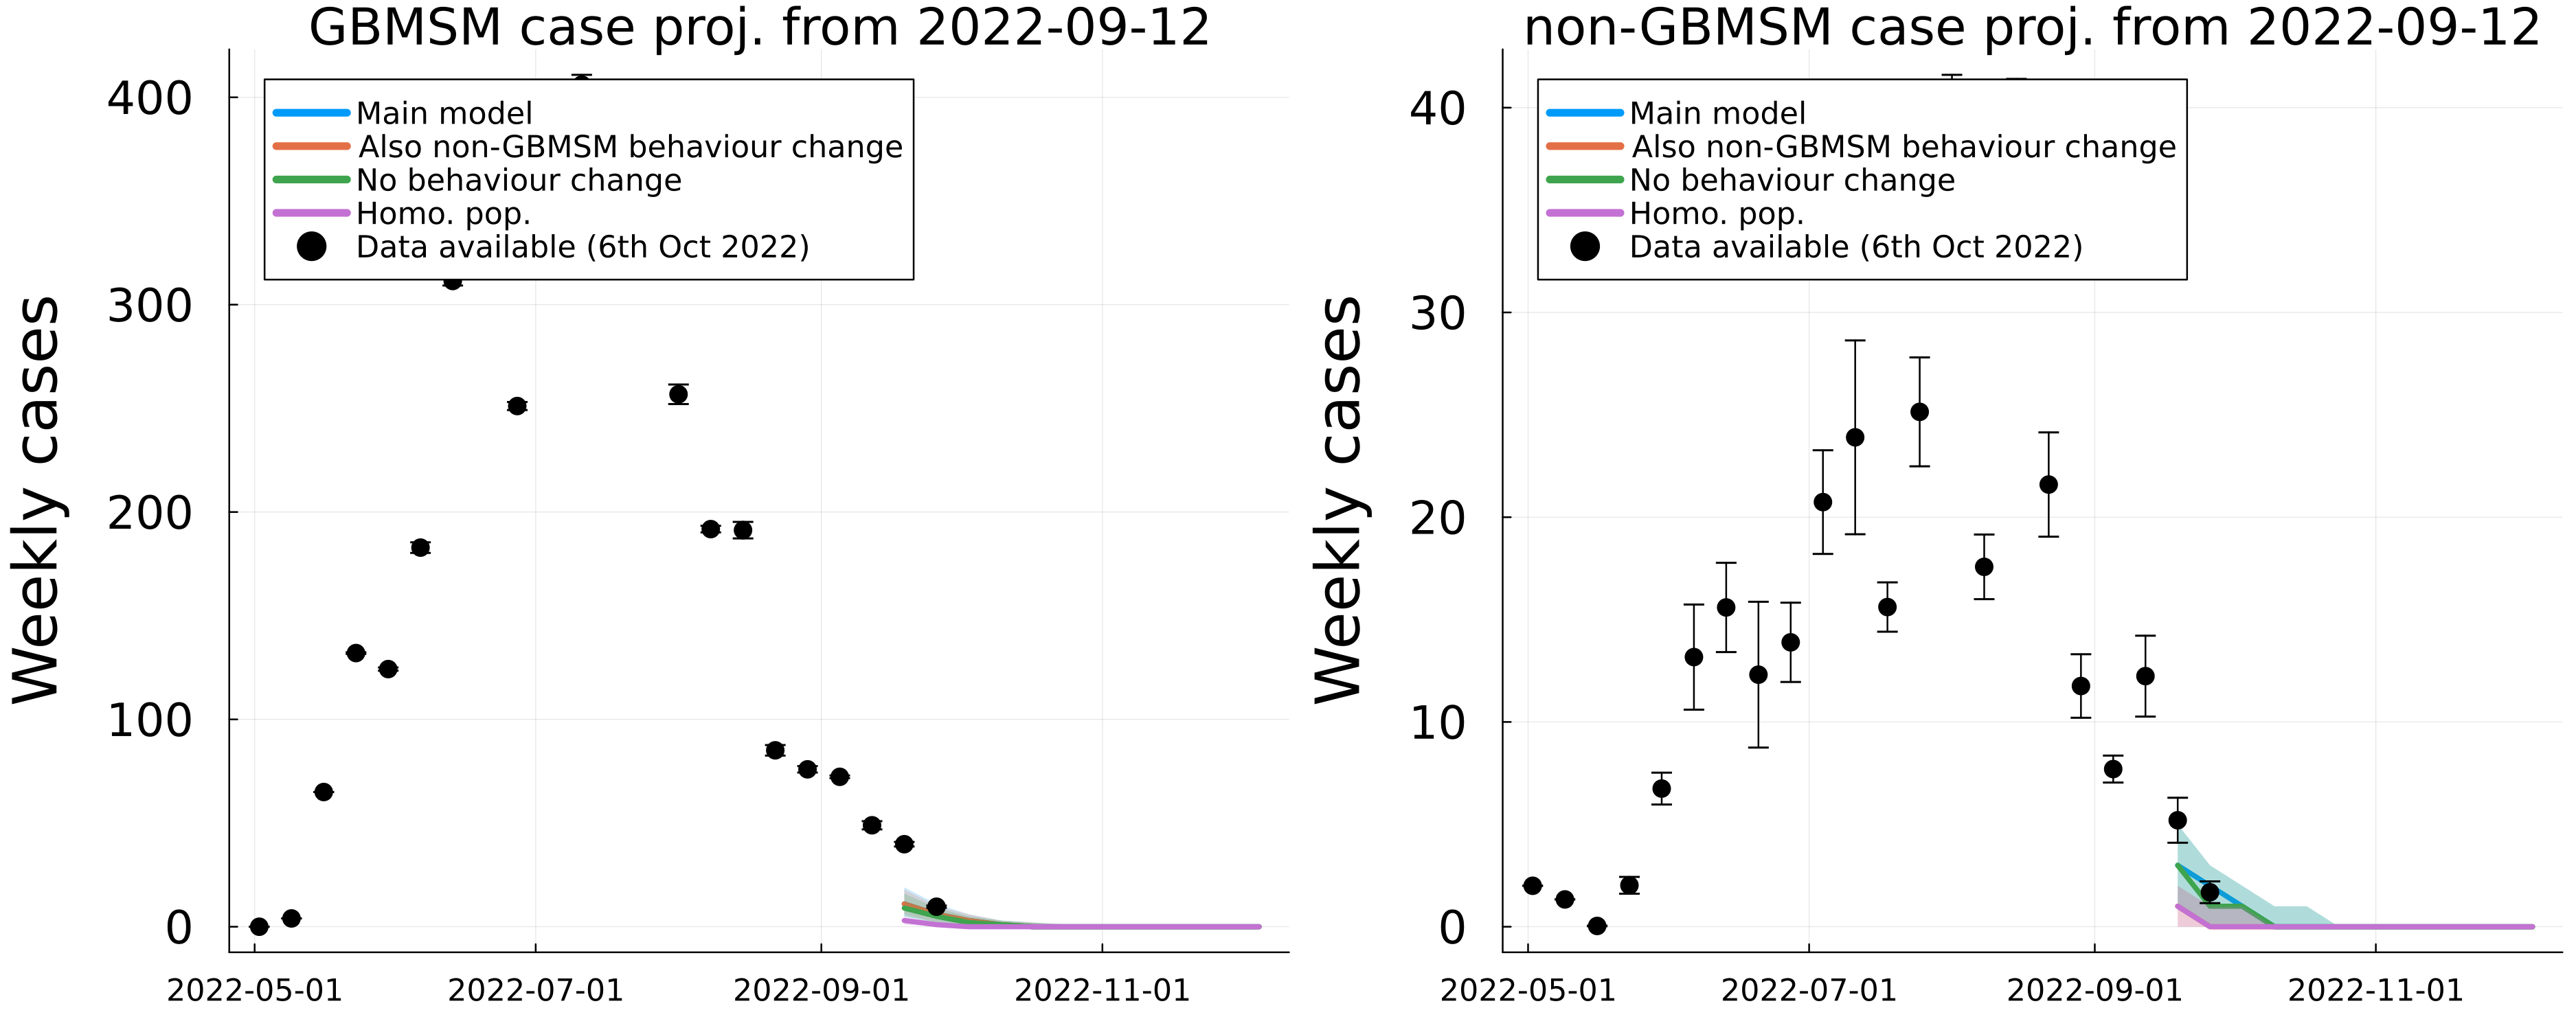 GBMSM case proj. from 2022-09-12
Weekly cases
400
300
200
100
0
Main model
Also non-GBMSM behaviour change
No behaviour change
Homo. pop.
Data available (6th Oct 2022)
2022-05-01
2022-07-01
2022-09-01
2022-11-01
non-GBMSM case proj. from 2022-09-12
Weekly cases
40
30
20
10
0
Main model
Also non-GBMSM behaviour change
No behaviour change
Homo. pop.
Data available (6th Oct 2022)
2022-05-01
2022-07-01
2022-09-01
2022-11-01